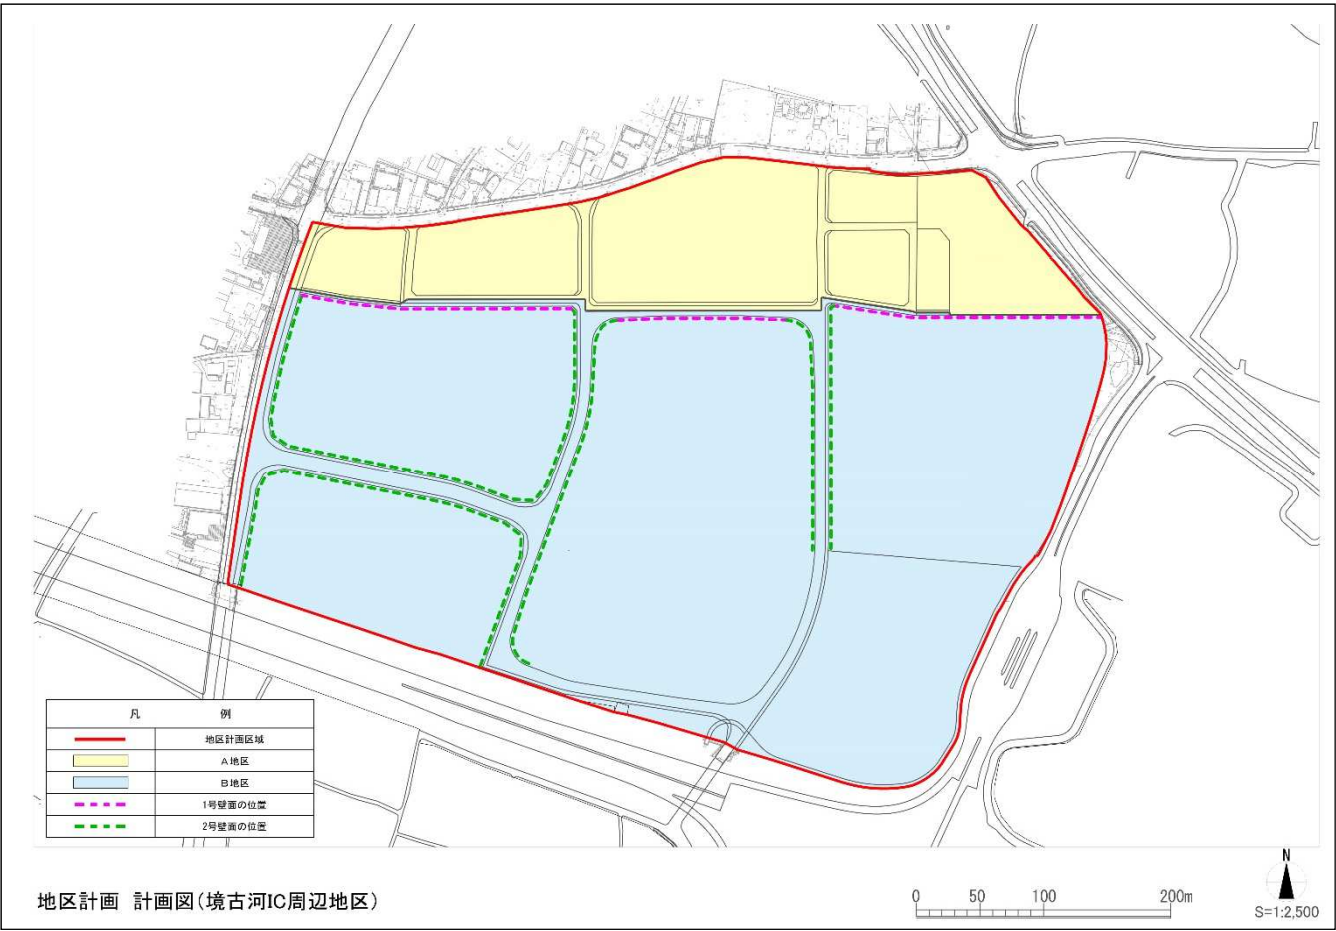 凡 例
地区計画区域
A地区
B地区
1号壁面の位置
2号壁面の位置
地区計画 計画図(境古河IC周辺地区)
0 50 100 200m
N
S=1:2,500